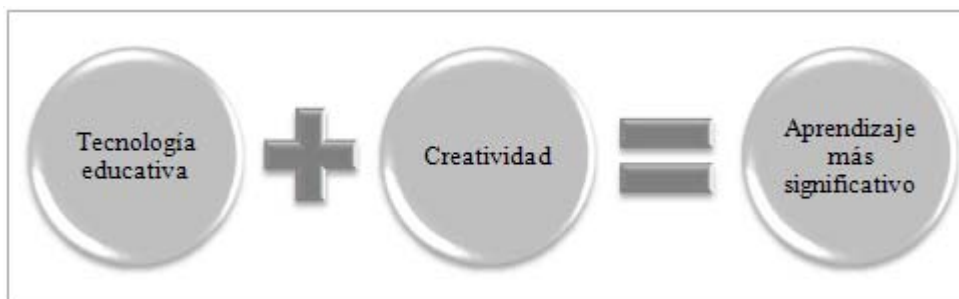 Tecnología
educativa
Creatividad
Aprendizaje
más
significativo